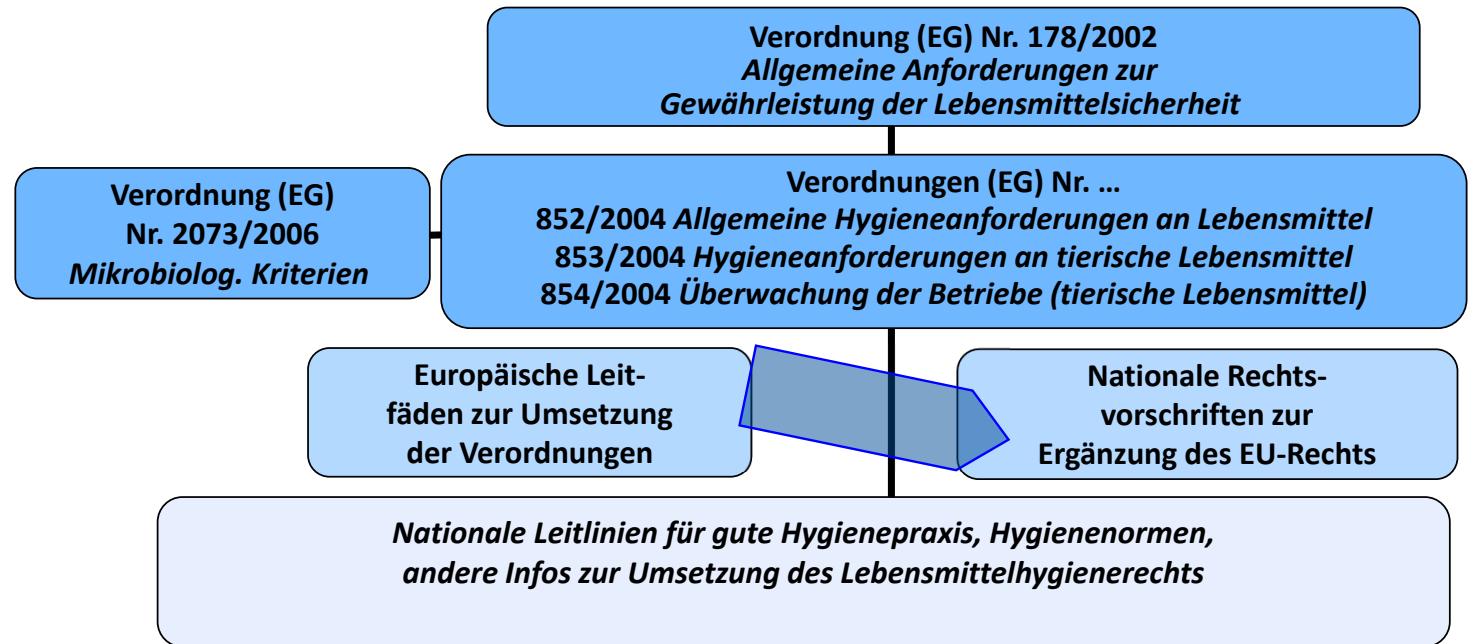 Verordnung (EG) Nr. 178/2002
Allgemeine Anforderungen zur
Gewährleistung der Lebensmittelsicherheit
Verordnung (EG)
Nr. 2073/2006
Mikrobiolog. Kriterien
Verordnungen (EG) Nr. ...
852/2004 Allgemeine Hygieneanforderungen an Lebensmittel
853/2004 Hygieneanforderungen an tierische Lebensmittel
854/2004 Überwachung der Betriebe (tierische Lebensmittel)
Europäische Leit-
fäden zur Umsetzung
der Verordnungen
Nationale Rechts-
vorschriften zur
Ergänzung des EU-Rechts
Nationale Leitlinien für gute Hygienepraxis, Hygienenormen,
andere Infos zur Umsetzung des Lebensmittelhygienerechts